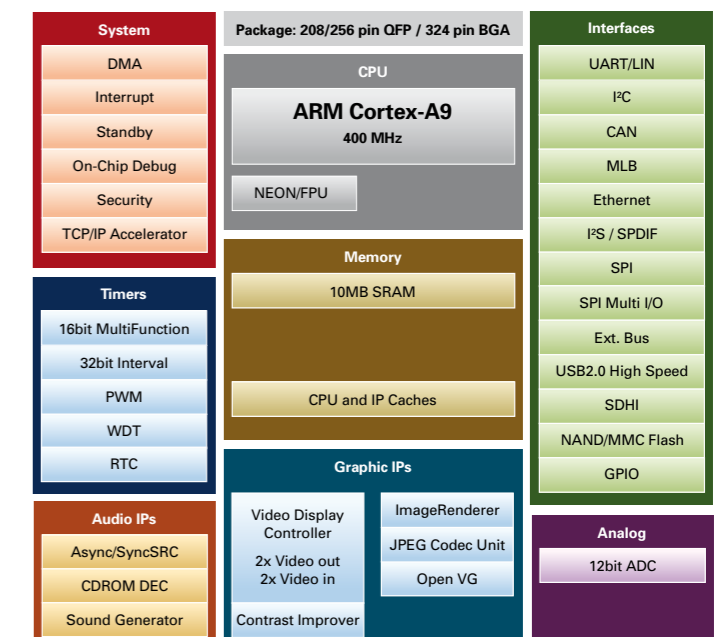 System
DMA
Interrupt
Standby
On-Chip Debug
Security
TCP/IP Accelerator
Timers
16bit MultiFunction
32bit Interval
PWM
WDT
RTC
Audio IPs
Async/SyncSRC
CDROM DEC
Sound Generator
Package: 208/256 pin QFP / 324 pin BGA
CPU
ARM Cortex-A9
400 MHz
NEON/FPU
Memory
10MB SRAM
CPU and IP Caches
Graphic IPs
Video Display
Controller
2x Video out
2x Video in
Contrast Improver
ImageRenderer
JPEG Codec Unit
Open VG
Interfaces
UART/LIN
I²C
CAN
MLB
Ethernet
I²S / SPDIF
SPI
SPI Multi I/O
Ext. Bus
USB2.0 High Speed
SDHI
NAND/MMC Flash
GPIO
Analog
12bit ADC